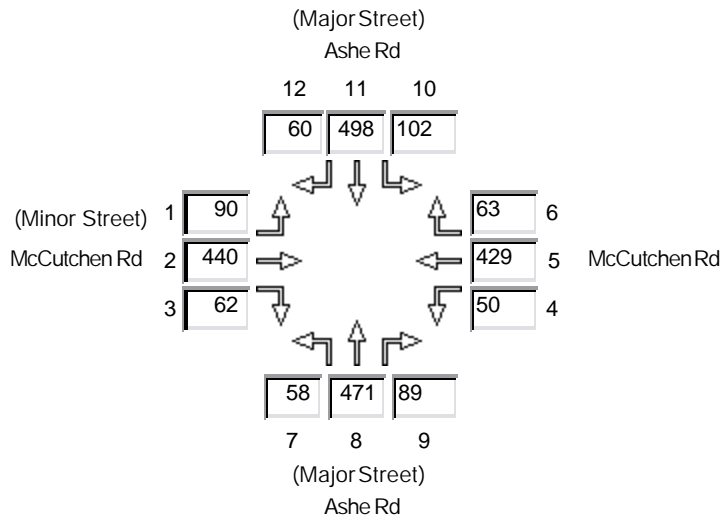 (Major Street)
Ashe Rd
12 11 10
60 498 102
(Minor Street) 1 90 63 6
McCutchen Rd 2 440 429 5 McCutchen Rd
3 62 50 4
58 471 89
7 8 9
(Major Street)
Ashe Rd